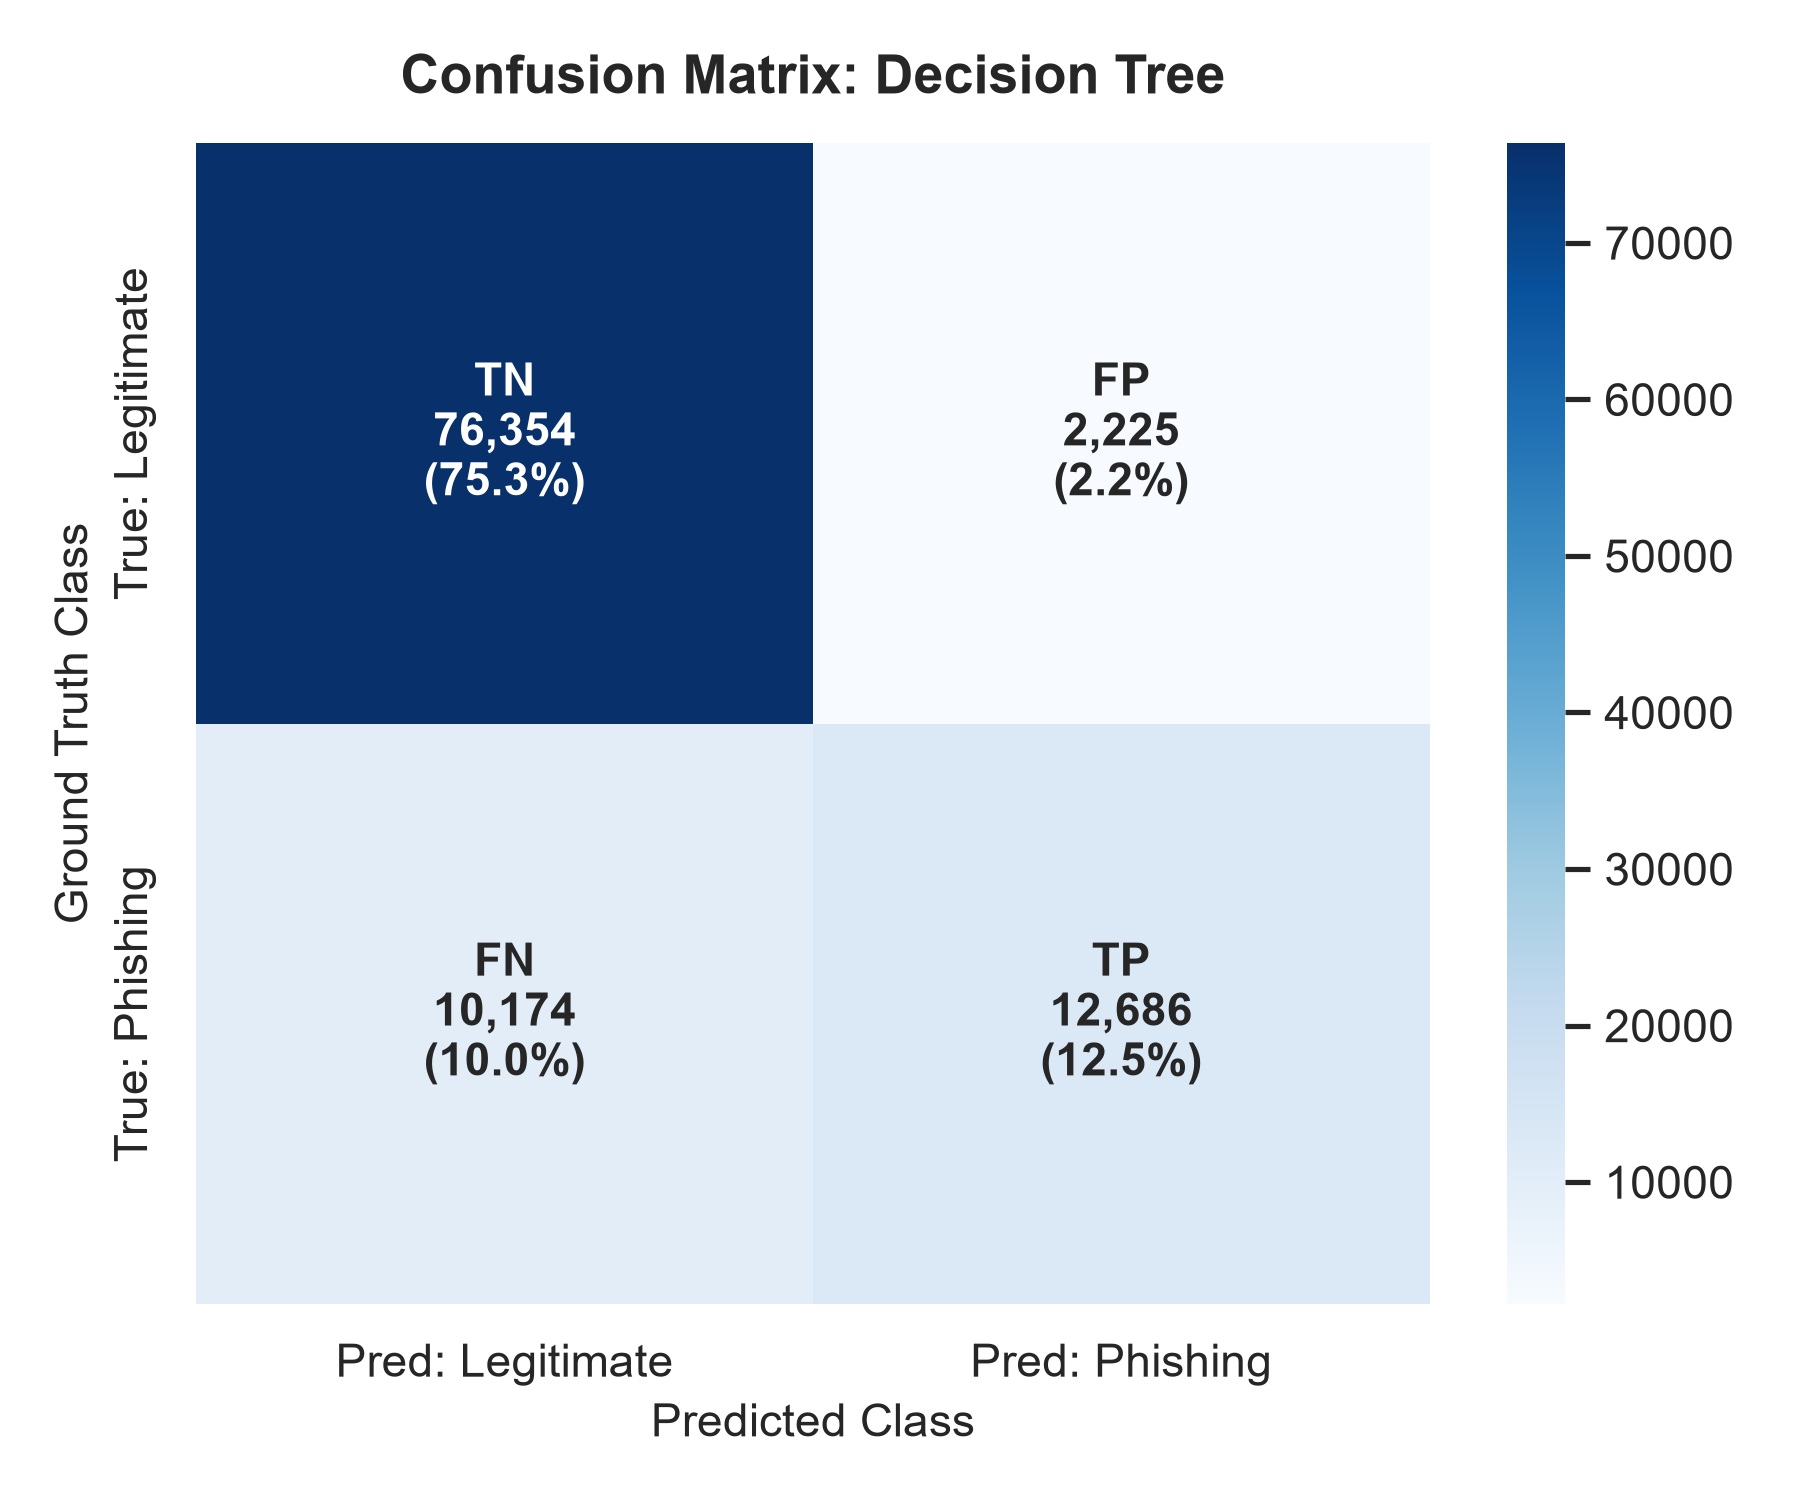 Confusion Matrix: Decision Tree
Ground Truth Class
True: Legitimate
True: Phishing
TN
76,354
(75.3%)
FP
2,225
(2.2%)
FN
10,174
(10.0%)
TP
12,686
(12.5%)
Pred: Legitimate
Pred: Phishing
Predicted Class
70000
60000
50000
40000
30000
20000
10000